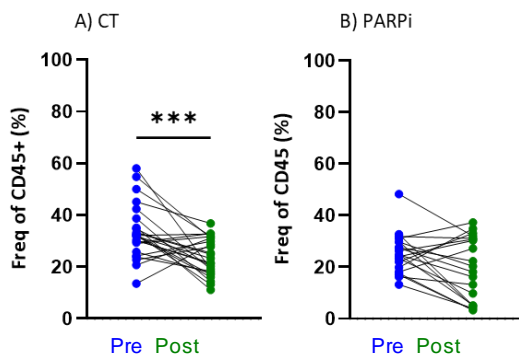 A) CT
B) PARPi
Freq of CD45+ (%)
100
80
60
40
20
0
***
Pre Post
Freq of CD45 (%)
100
80
60
40
20
0
Pre Post